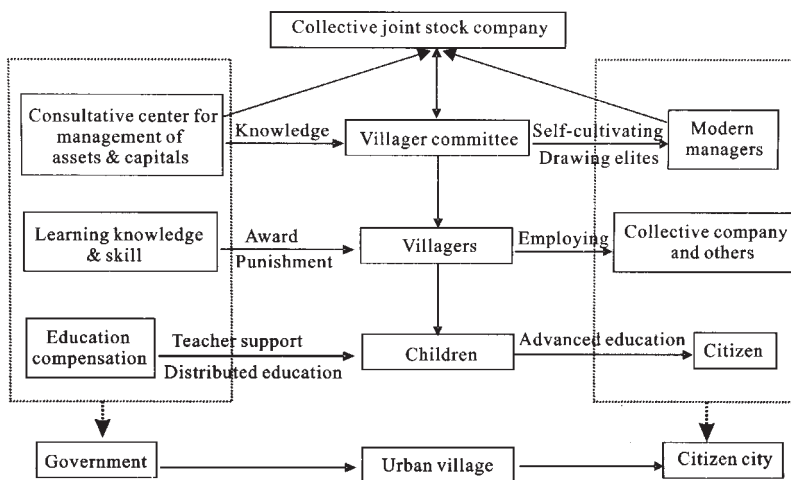 Collective joint stock company
Consultative center for
management of
assets & capitals
Knowledge
Villager committee
Self-cultivating
Drawing elites
Modern
managers
Learning knowledge
& skill
Award
Punishment
Villagers
Employing
Collective company
and others
Education
compensation
Teacher support
Distributed education
Children
Advanced education
Citizen
Government
Urban village
Citizen city